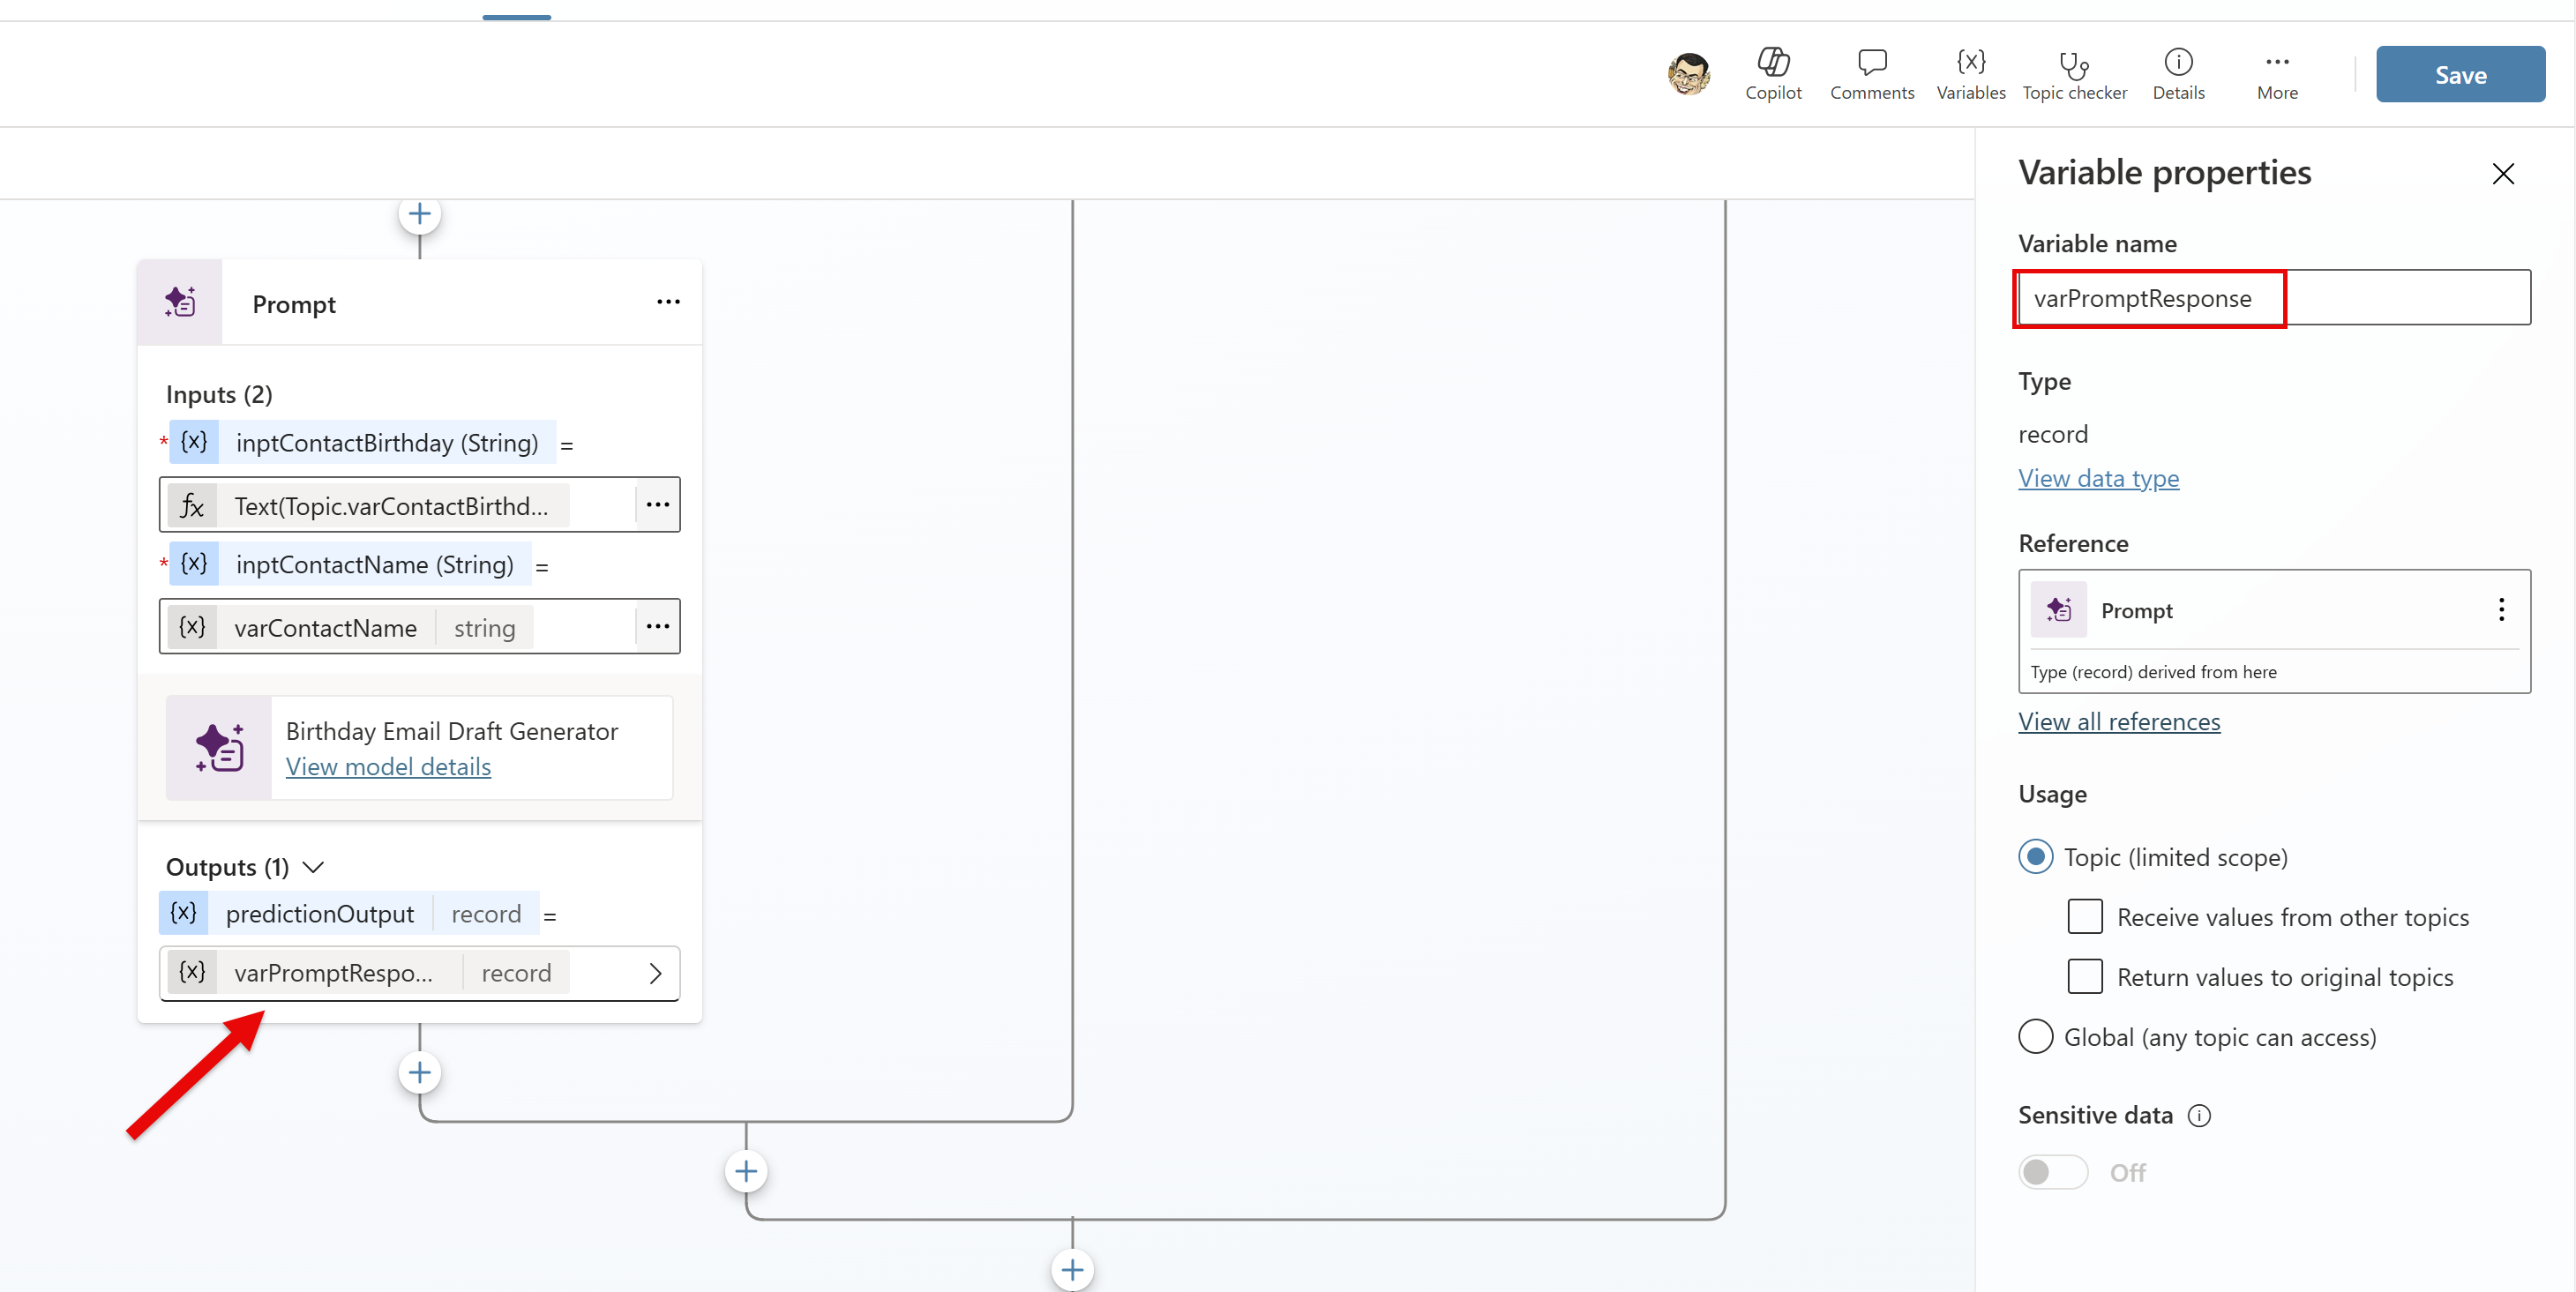 Copilot
Comments
{x}
Variables
Topic checker
Details
More
Save
Prompt
Inputs (2)
* {x} inptContactBirthday (String) =
fx Text(Topic.varContactBirthd...
* {x} inptContactName (String) =
{x} varContactName string
Birthday Email Draft Generator
View model details
Outputs (1)
{x} predictionOutput record =
{x} varPromptRespo... record
Variable properties
Variable name
varPromptResponse
Type
record
View data type
Reference
Prompt
Type (record) derived from here
View all references
Usage
Topic (limited scope)
Receive values from other topics
Return values to original topics
Global (any topic can access)
Sensitive data
Off